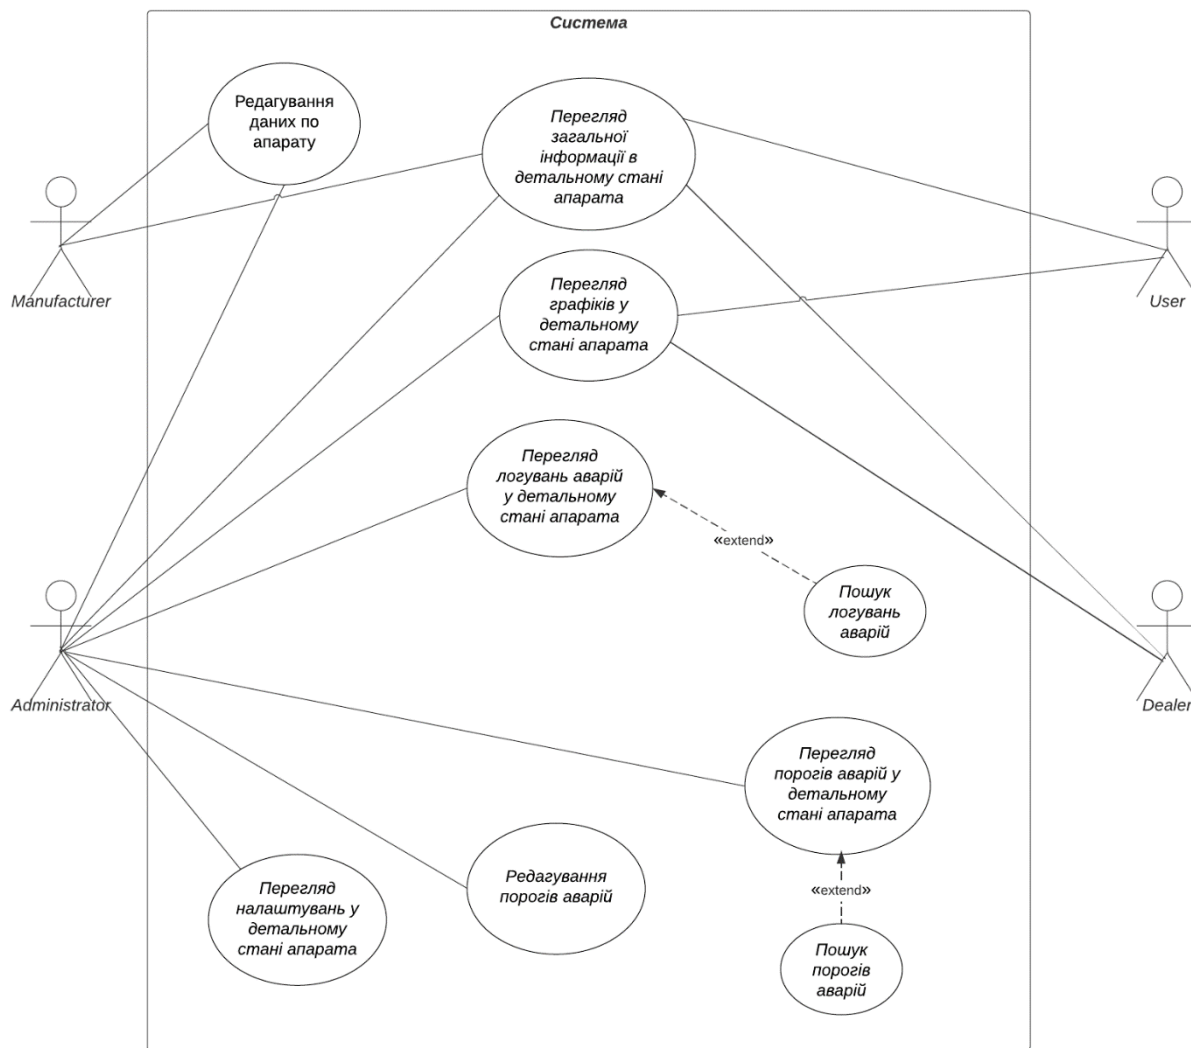 Система
Редагування
даних по
апарату
Перегляд
загальної
інформації в
детальному стані
апарата
Manufacturer
User
Перегляд
графіків у
детальному
стані апарата
Перегляд
логувань аварій
у детальному
стані апарата
«extend»
Пошук
логувань
аварій
Administrator
Dealer
Перегляд
порогів аварій у
детальному
стані апарата
Редагування
порогів аварій
Перегляд
налаштувань у
детальному
стані апарата
«extend»
Пошук
порогів
аварій